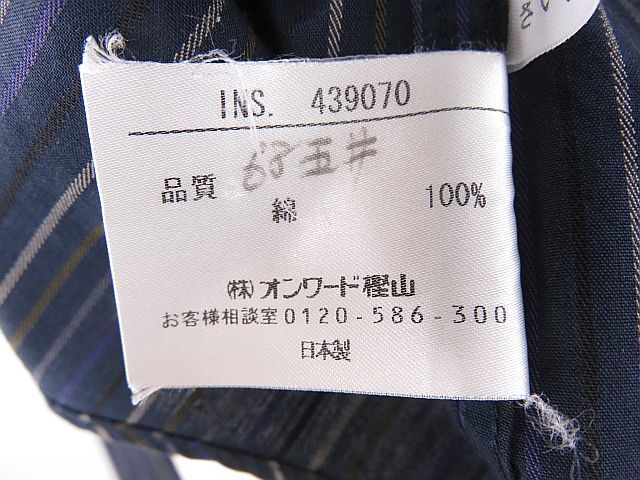 INS. 439070
品質
綿 100%
㈱オンワード樫山
お客様相談室0120-586-300
日本製